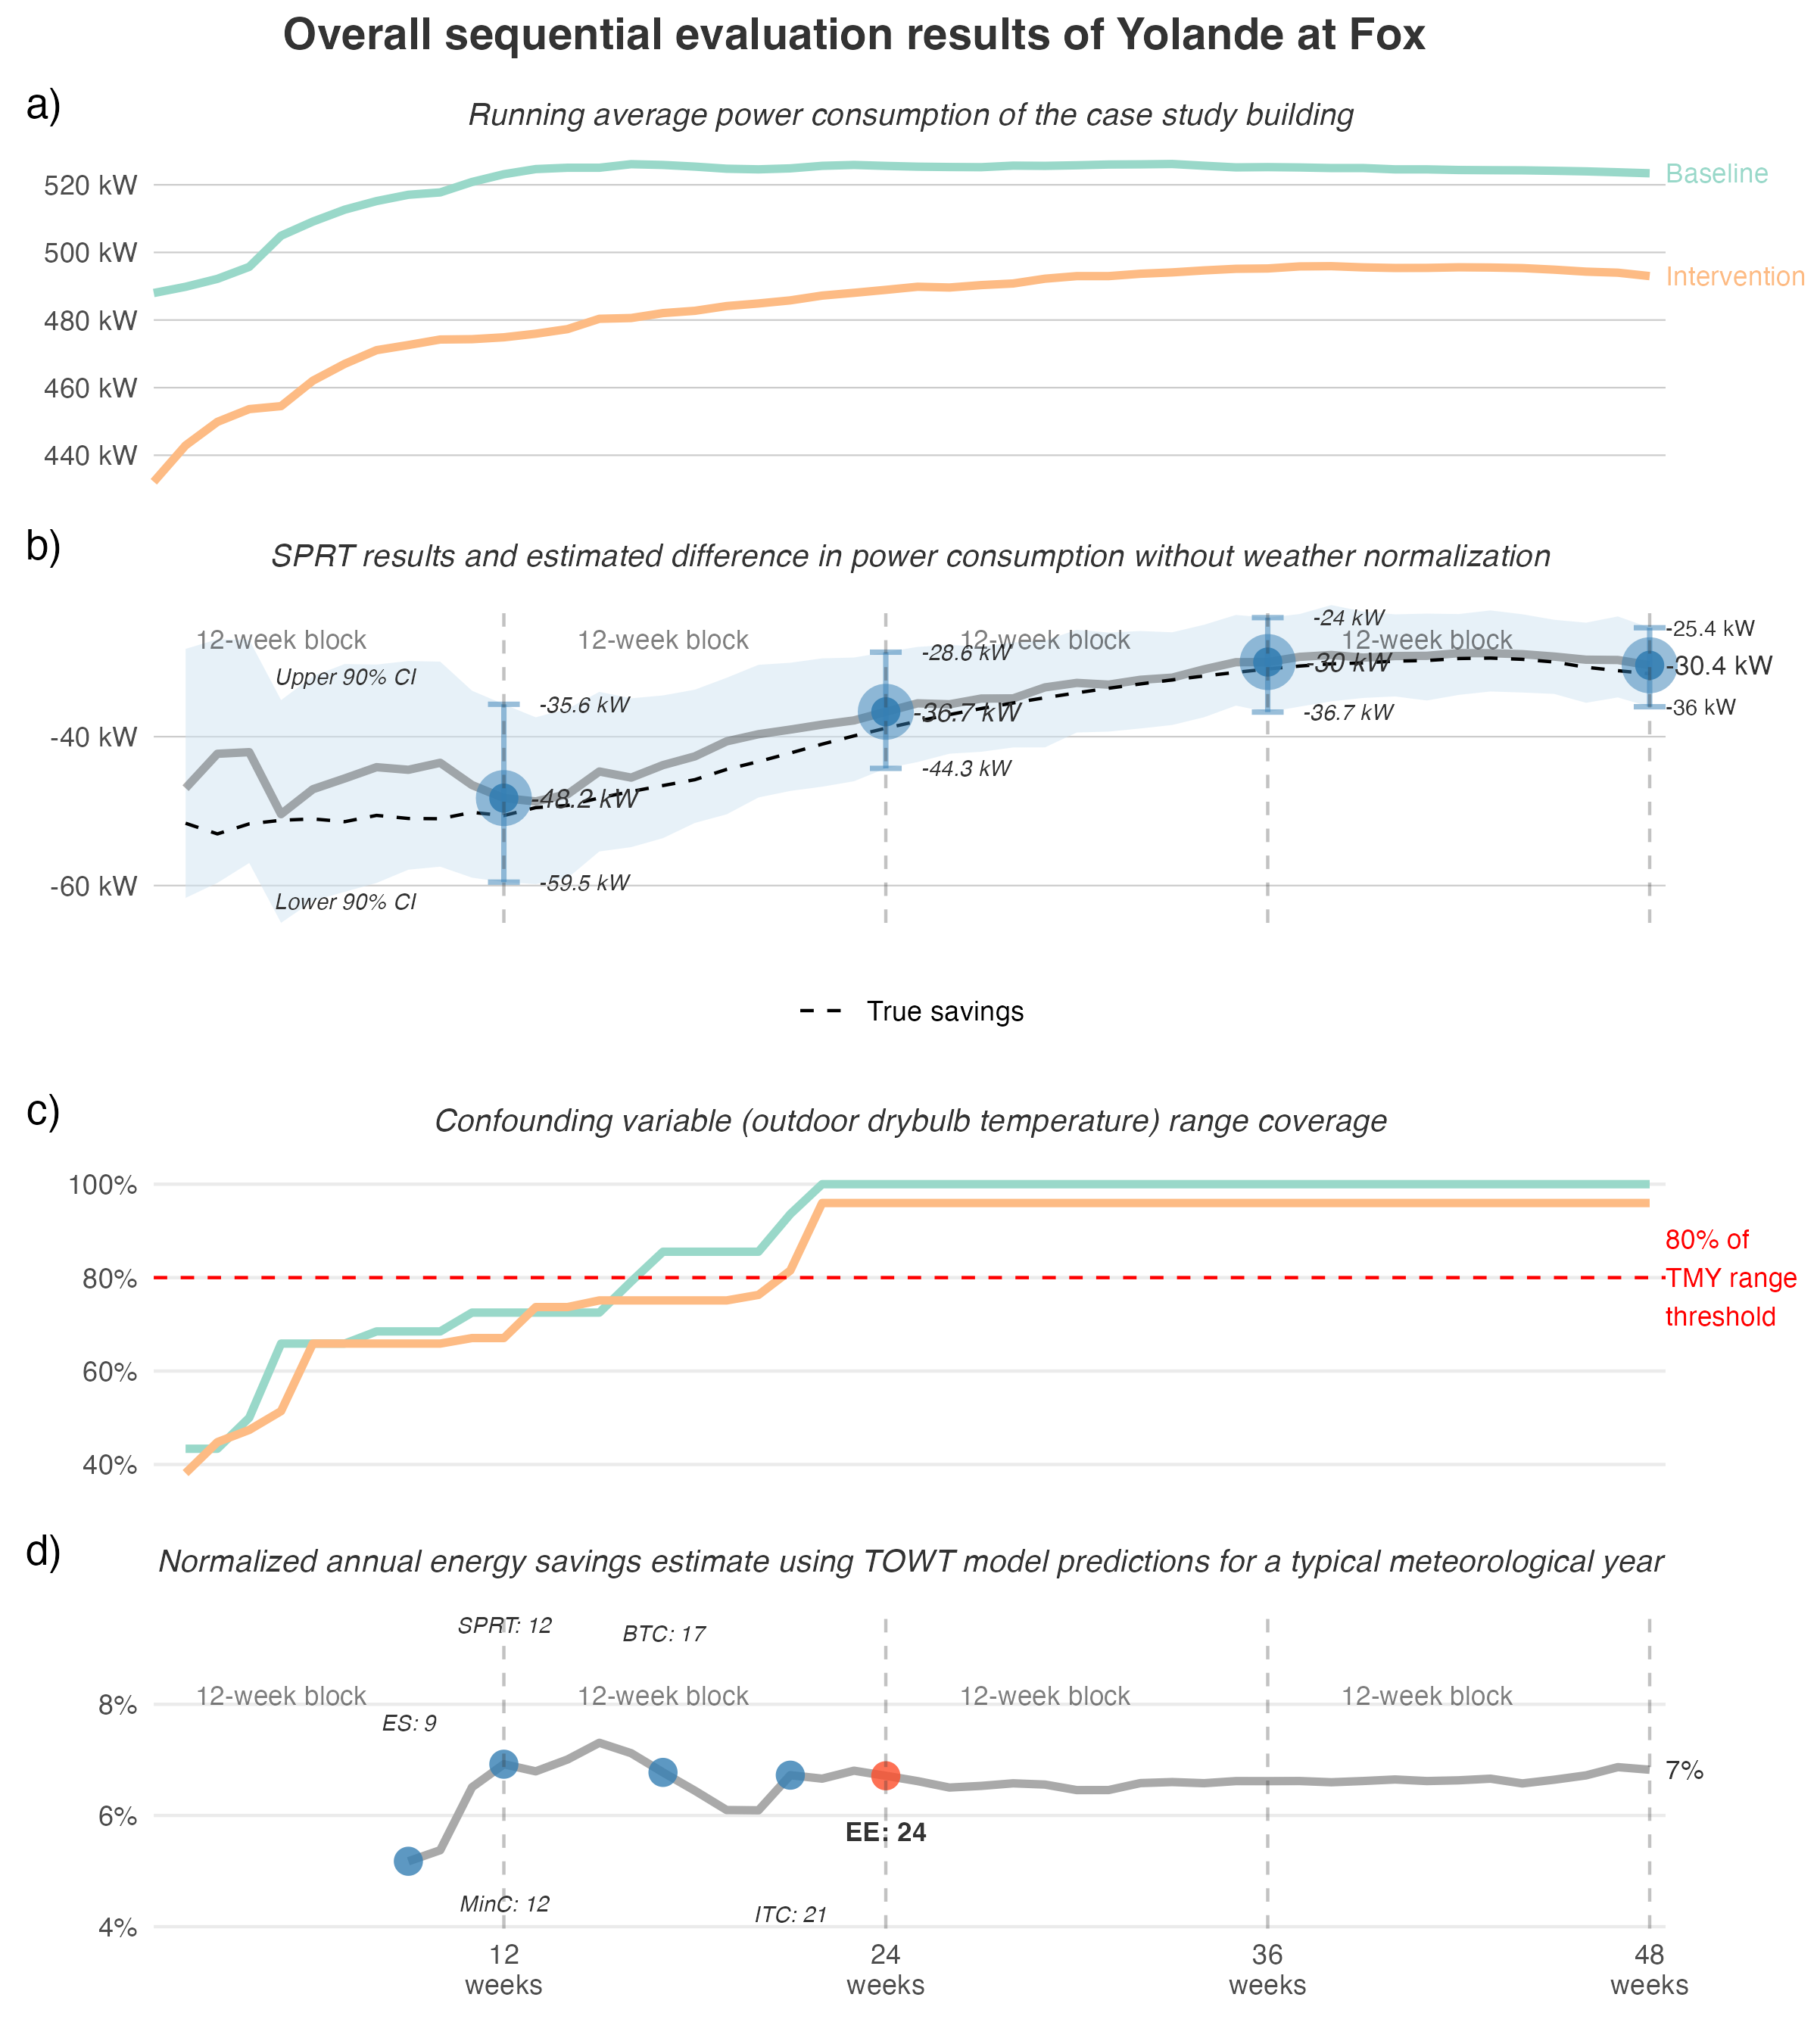 Overall sequential evaluation results of Yolande at Fox
a)
Running average power consumption of the case study building
520 kW
500 kW
480 kW
460 kW
440 kW
Baseline
Intervention
b)
SPRT results and estimated difference in power consumption without weather normalization
12-week block
12-week block
12-week block
12-week block
Upper 90% CI
Lower 90% CI
-40 kW
-60 kW
-35.6 kW
-48.2 kW
-59.5 kW
-28.6 kW
-36.7 kW
-44.3 kW
-24 kW
-30 kW
-36.7 kW
-25.4 kW
-30.4 kW
-36 kW
True savings
c)
Confounding variable (outdoor drybulb temperature) range coverage
100%
80%
60%
40%
80% of
TMY range
threshold
d)
Normalized annual energy savings estimate using TOWT model predictions for a typical meteorological year
SPRT: 12
BTC: 17
12-week block
12-week block
12-week block
12-week block
8%
6%
4%
ES: 9
7%
EE: 24
MinC: 12
ITC: 21
12
weeks
24
weeks
36
weeks
48
weeks